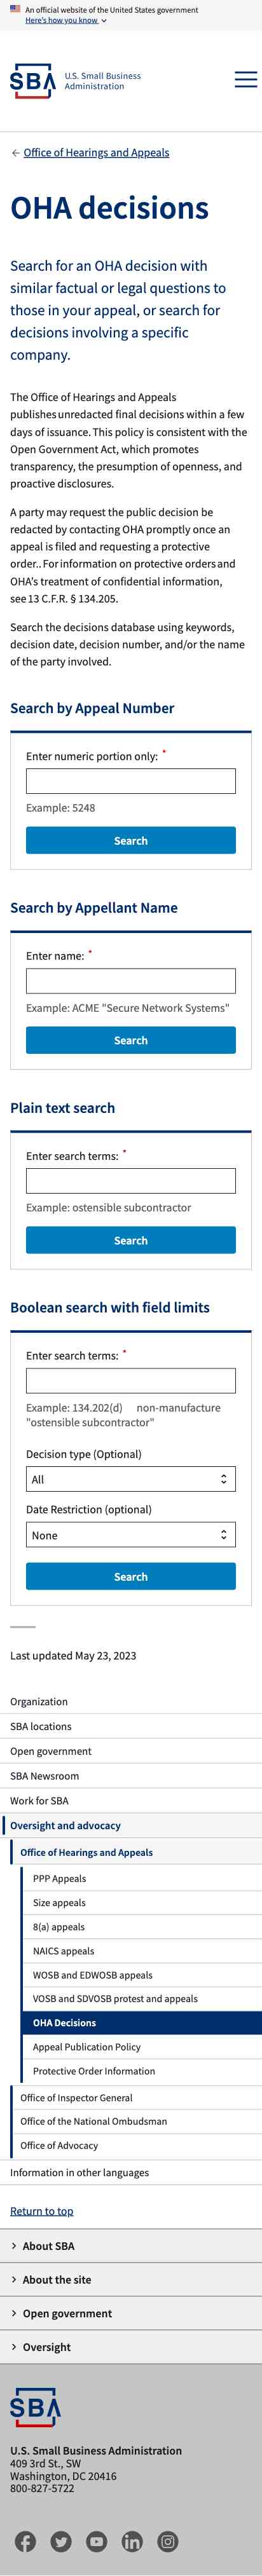 An official website of the United States government
Here's how you know
SBA U.S. Small Business
Administration
Office of Hearings and Appeals
OHA decisions
Search for an OHA decision with
similar factual or legal questions to
those in your appeal, or search for
decisions involving a specific
company.
The Office of Hearings and Appeals
publishes unredacted final decisions within a few
days of issuance. This policy is consistent with the
Open Government Act, which promotes
transparency, the presumption of openness, and
proactive disclosures.
A party may request the public decision be
redacted by contacting OHA promptly once an
appeal is filed and requesting a protective
order.. For information on protective orders and
OHA's treatment of confidential information,
see 13 C.F.R. § 134.205.
Search the decisions database using keywords,
decision date, decision number, and/or the name
of the party involved.
Search by Appeal Number
Enter numeric portion only: *
Example: 5248
Search
Search by Appellant Name
Enter name: *
Example: ACME "Secure Network Systems"
Search
Plain text search
Enter search terms: *
Example: ostensible subcontractor
Search
Boolean search with field limits
Enter search terms: *
Example: 134.202(d) non-manufacture
"ostensible subcontractor"
Decision type (Optional)
All
Date Restriction (optional)
None
Search
Last updated May 23, 2023
Organization
SBA locations
Open government
SBA Newsroom
Work for SBA
Oversight and advocacy
Office of Hearings and Appeals
PPP Appeals
Size appeals
8(a) appeals
NAICS appeals
WOSB and EDWOSB appeals
VOSB and SDVOSB protest and appeals
OHA Decisions
Appeal Publication Policy
Protective Order Information
Office of Inspector General
Office of the National Ombudsman
Office of Advocacy
Information in other languages
Return to top
About SBA
About the site
Open government
Oversight
SBA
U.S. Small Business Administration
409 3rd St., SW
Washington, DC 20416
800-827-5722